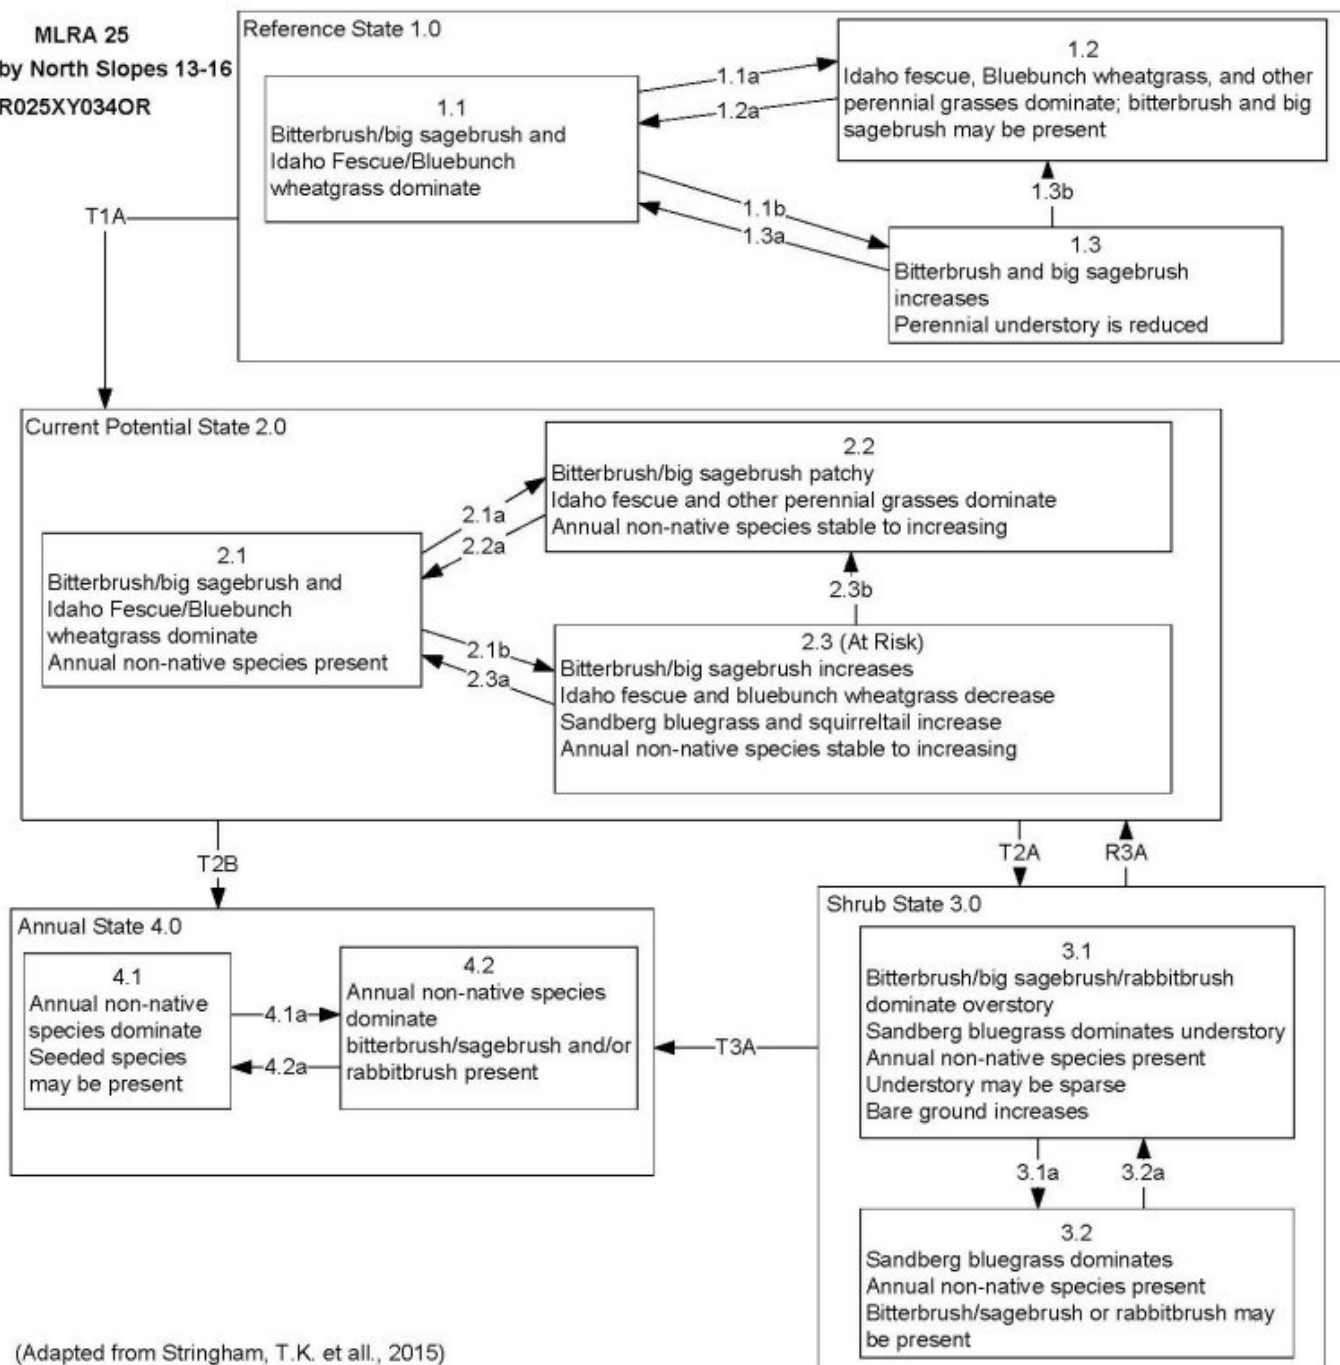 MLRA 25
by North Slopes 13-16
R025XY034OR
Reference State 1.0
1.1
Bitterbrush/big sagebrush and
Idaho Fescue/Bluebunch
wheatgrass dominate
1.1a
1.2a
1.2
Idaho fescue, Bluebunch wheatgrass, and other
perennial grasses dominate; bitterbrush and big
sagebrush may be present
1.1b
1.3a
1.3b
1.3
Bitterbrush and big sagebrush
increases
Perennial understory is reduced
T1A
Current Potential State 2.0
2.1
Bitterbrush/big sagebrush and
Idaho Fescue/Bluebunch
wheatgrass dominate
Annual non-native species present
2.1a
2.2a
2.2
Bitterbrush/big sagebrush patchy
Idaho fescue and other perennial grasses dominate
Annual non-native species stable to increasing
2.3b
2.1b
2.3a
2.3 (At Risk)
Bitterbrush/big sagebrush increases
Idaho fescue and bluebunch wheatgrass decrease
Sandberg bluegrass and squirreltail increase
Annual non-native species stable to increasing
T2B
T2A
R3A
Annual State 4.0
4.1
Annual non-native
species dominate
Seeded species
may be present
4.1a
4.2a
4.2
Annual non-native species
dominate
bitterbrush/sagebrush and/or
rabbitbrush present
T3A
Shrub State 3.0
3.1
Bitterbrush/big sagebrush/rabbitbrush
dominate overstory
Sandberg bluegrass dominates understory
Annual non-native species present
Understory may be sparse
Bare ground increases
3.1a
3.2a
3.2
Sandberg bluegrass dominates
Annual non-native species present
Bitterbrush/sagebrush or rabbitbrush may
be present
(Adapted from Stringham, T.K. et all., 2015)